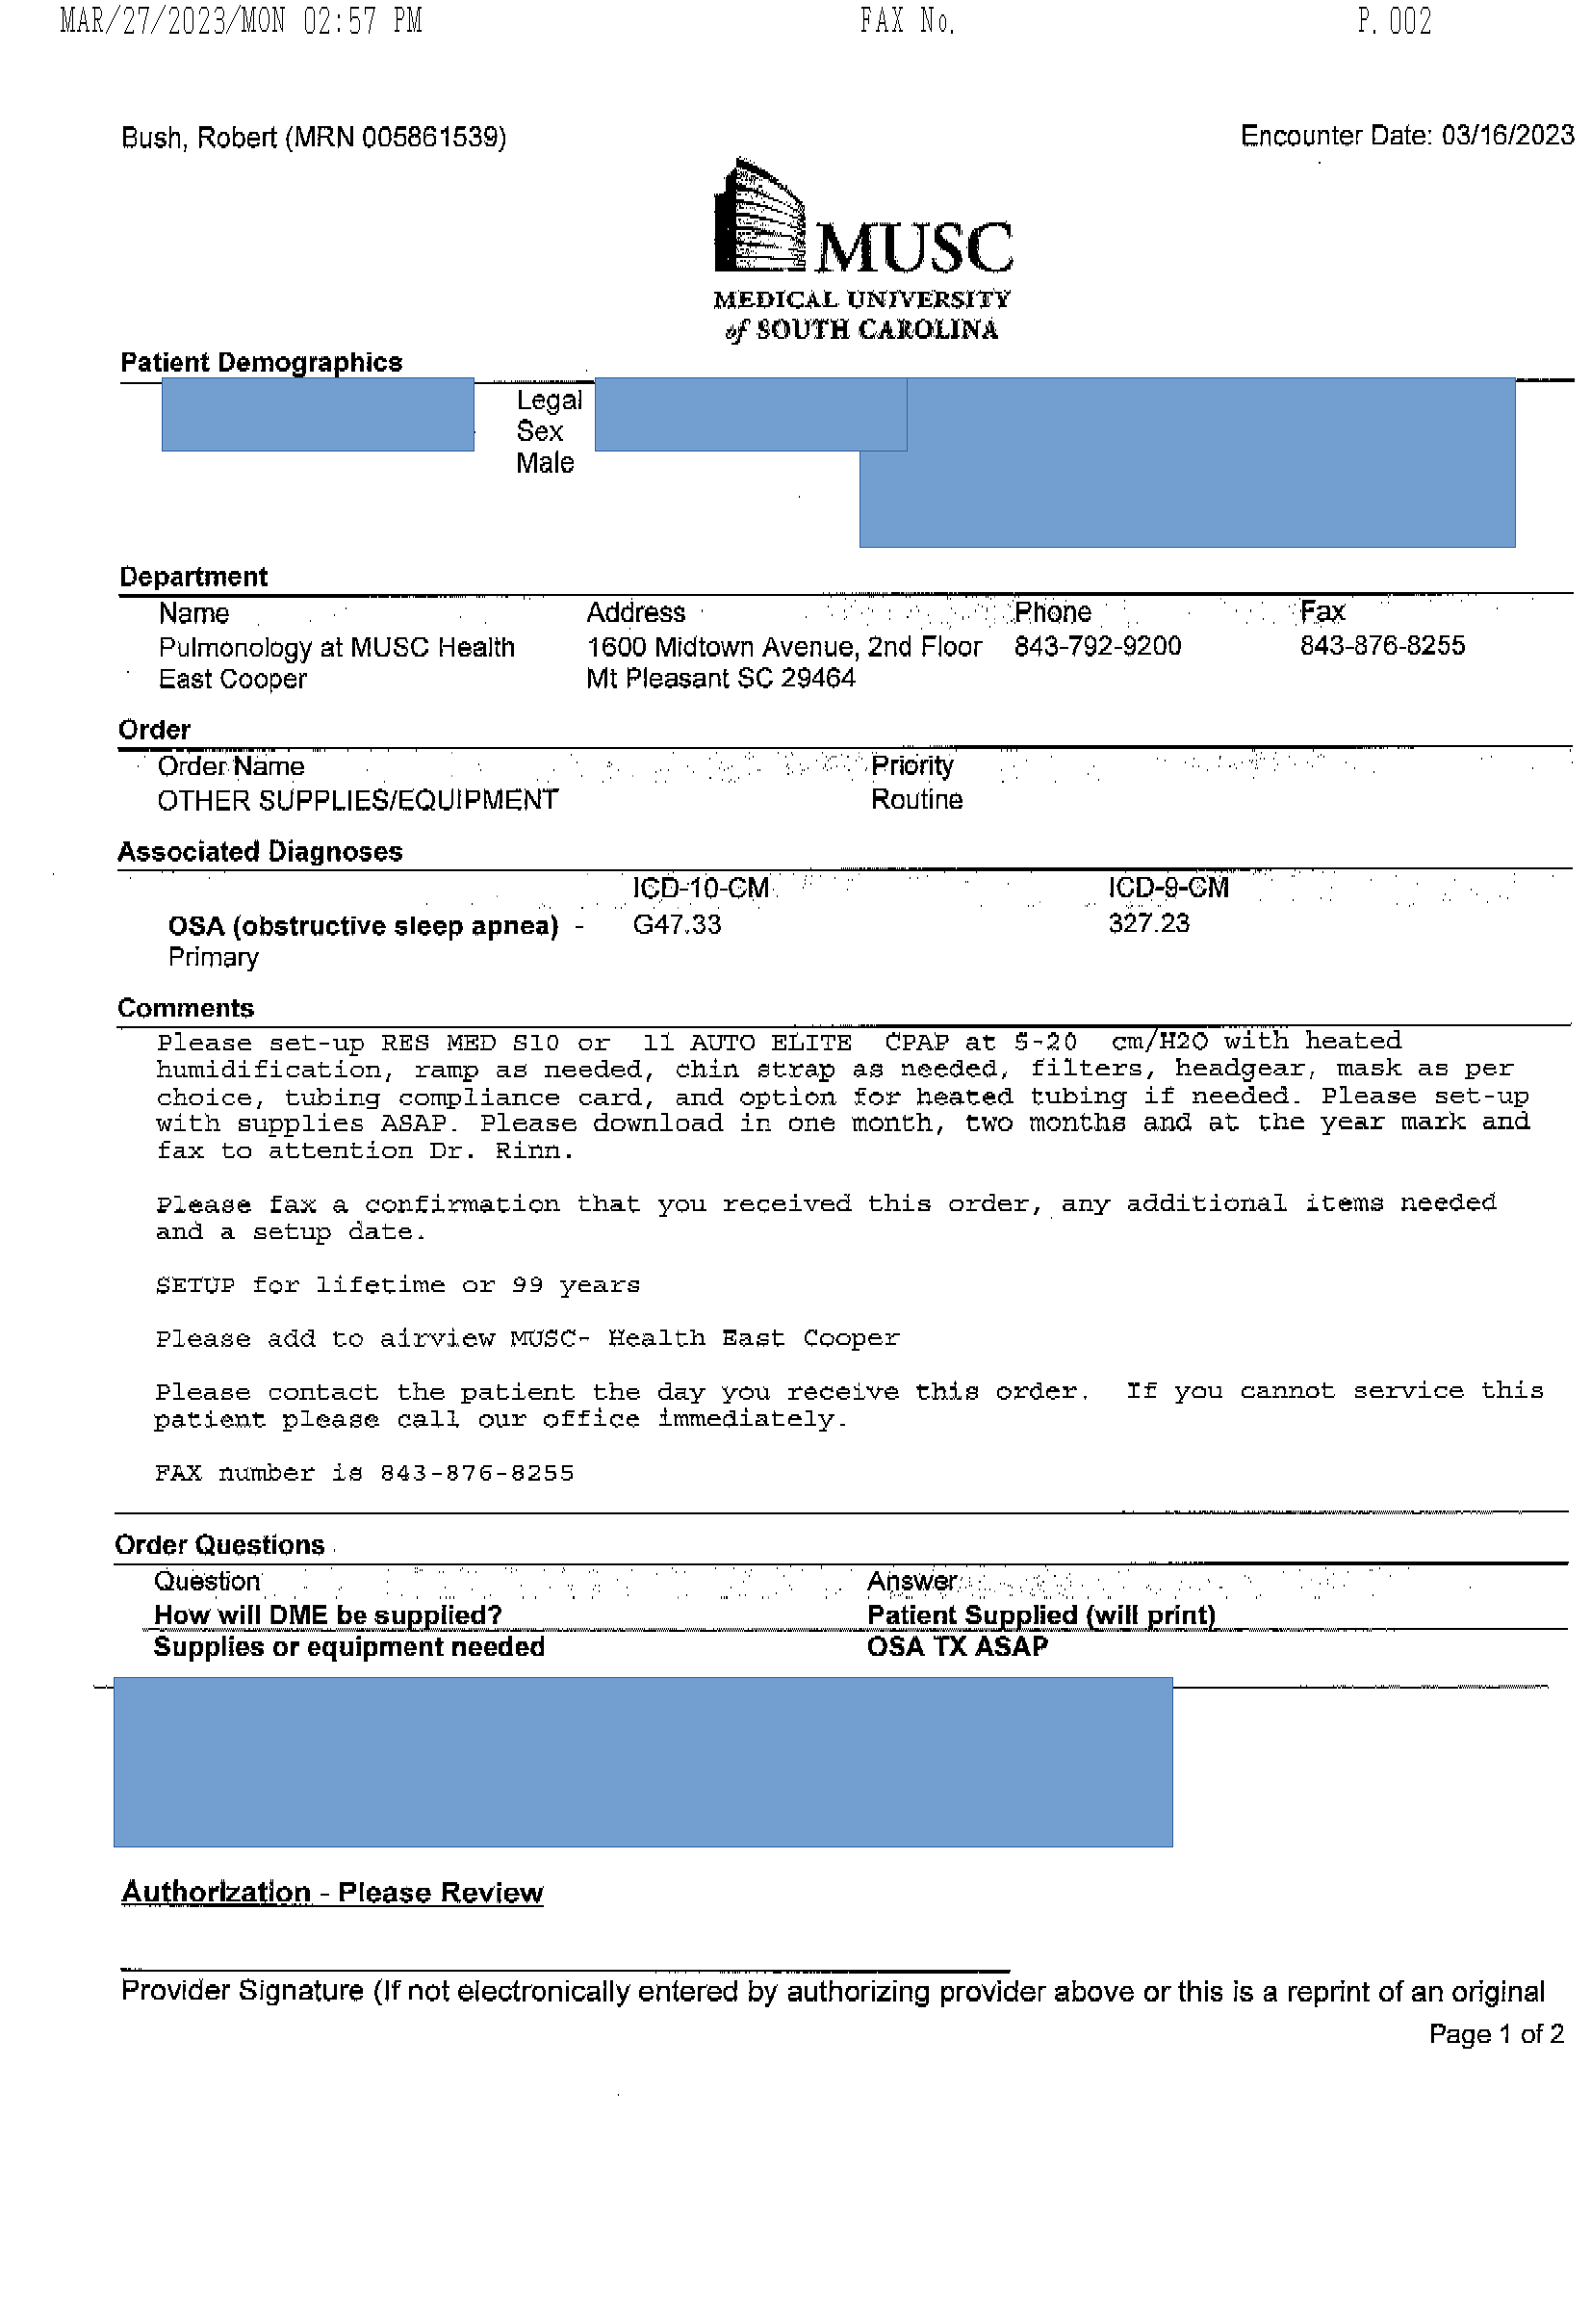 MAR/27/2023/MON 02:57 PM FAX No. P. 002
Bush, Robert (MRN 005861539) Encounter Date: 03/16/2023
MUSC
MEDICAL UNIVERSITY
of SOUTH CAROLINA
Patient Demographics
Legal
Sex
Male
Department
Name Address Phone Fax
Pulmonology at MUSC Health 1600 Midtown Avenue, 2nd Floor 843-792-9200 843-876-8255
East Cooper Mt Pleasant SC 29464
Order
Order Name Priority
OTHER SUPPLIES/EQUIPMENT Routine
Associated Diagnoses
ICD-10-CM ICD-9-CM
OSA (obstructive sleep apnea) - G47.33 327.23
Primary
Comments
Please set-up RES MED S10 or 11 AUTO ELITE CPAP at 5-20 cm/H2O with heated
humidification, ramp as needed, chin strap as needed, filters, headgear, mask as per
choice, tubing compliance card, and option for heated tubing if needed. Please set-up
with supplies ASAP. Please download in one month, two months and at the year mark and
fax to attention Dr. Rinn.
Please fax a confirmation that you received this order, any additional items needed
and a setup date.
SETUP for lifetime or 99 years
Please add to airview MUSC- Health East Cooper
Please contact the patient the day you receive this order. If you cannot service this
patient please call our office immediately.
FAX number is 843-876-8255
Order Questions
Question Answer
How will DME be supplied? Patient Supplied (will print)
Supplies or equipment needed OSA TX ASAP
Authorization - Please Review
Provider Signature (If not electronically entered by authorizing provider above or this is a reprint of an original
Page 1 of 2